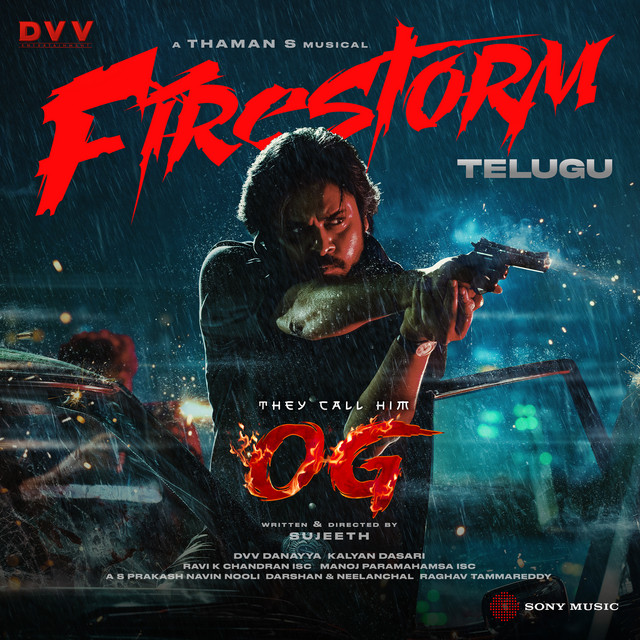 DVV
ENTERTAINMENT
A THAMAN S MUSICAL
FIRESTORM
TELUGU
THEY CALL HIM
OG
WRITTEN & DIRECTED BY
SUJEETH
DVV DANAYYA KALYAN DASARI
RAVI K CHANDRAN ISC MANOJ PARAMAHAMSA ISC
A S PRAKASH NAVIN NOOLI DARSHAN & NEELANCHAL RAGHAV TAMMAREDDY
SONY MUSIC